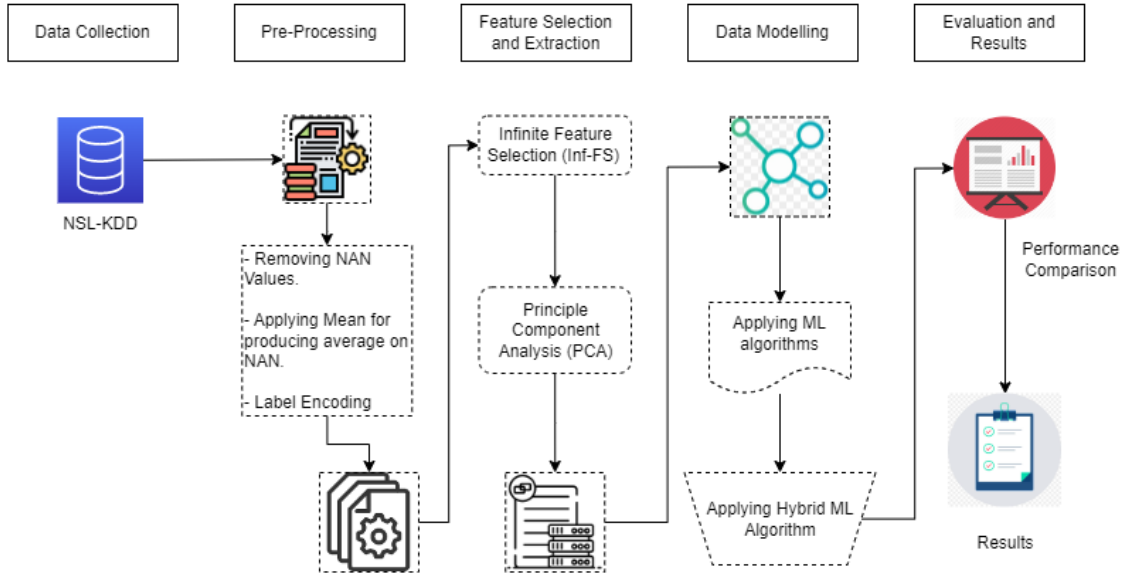 Data Collection
Pre-Processing
Feature Selection
and Extraction
Data Modelling
Evaluation and
Results
NSL-KDD
- Removing NAN
Values.
- Applying Mean for
producing average on
NAN.
- Label Encoding
Infinite Feature
Selection (Inf-FS)
Principle
Component
Analysis (PCA)
Applying ML
algorithms
Applying Hybrid ML
Algorithm
Performance
Comparison
Results